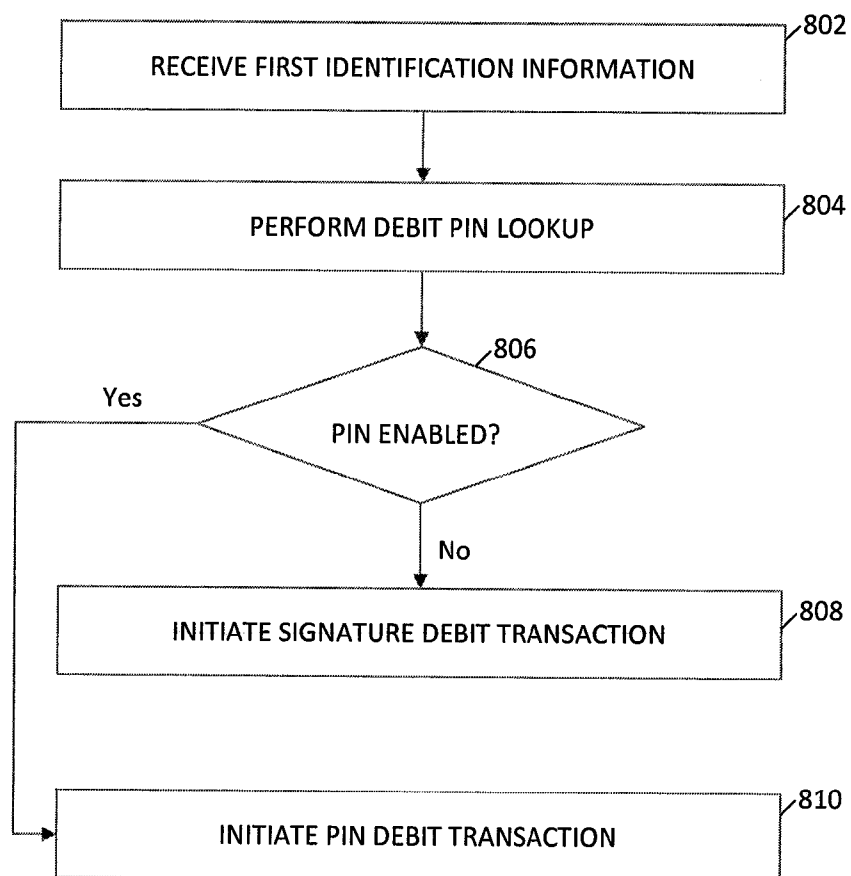 802
RECEIVE FIRST IDENTIFICATION INFORMATION
804
PERFORM DEBIT PIN LOOKUP
806
Yes
PIN ENABLED?
No
808
INITIATE SIGNATURE DEBIT TRANSACTION
810
INITIATE PIN DEBIT TRANSACTION